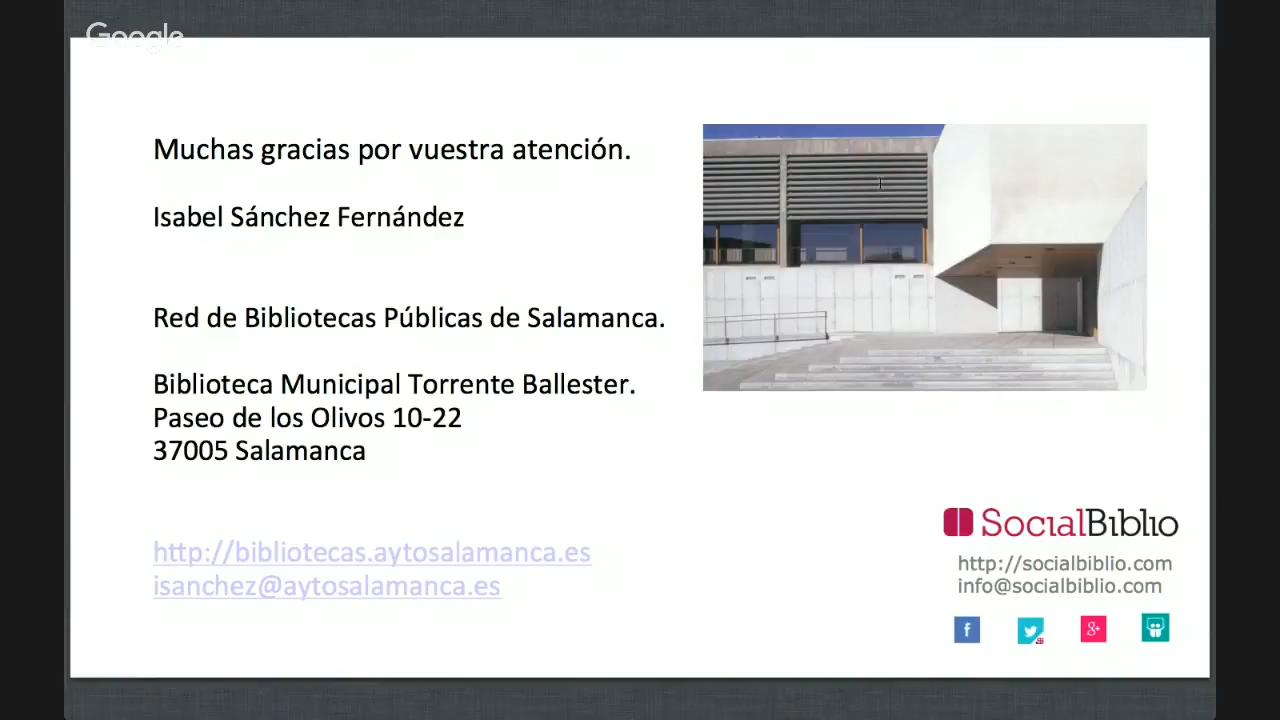 Google
Muchas gracias por vuestra atención.
Isabel Sánchez Fernández
Red de Bibliotecas Públicas de Salamanca.
Biblioteca Municipal Torrente Ballester.
Paseo de los Olivos 10-22
37005 Salamanca
http://bibliotecas.aytosalamanca.es
isanchez@aytosalamanca.es
SocialBiblio
http://socialbiblio.com
info@socialbiblio.com
f
g+